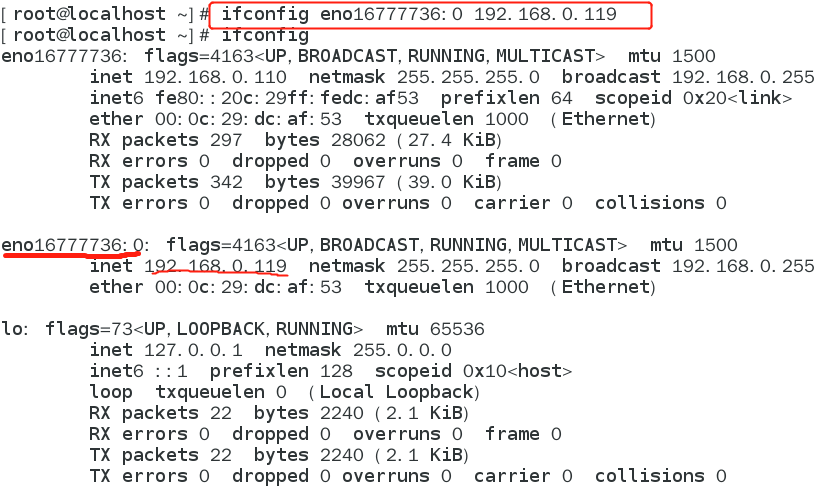 [root@localhost ~]# ifconfig eno16777736:0 192.168.0.119
[root@localhost ~]# ifconfig
eno16777736: flags=4163<UP,BROADCAST,RUNNING,MULTICAST> mtu 1500
inet 192.168.0.110 netmask 255.255.255.0 broadcast 192.168.0.255
inet6 fe80::20c:29ff:fedc:af53 prefixlen 64 scopeid 0x20<link>
ether 00:0c:29:dc:af:53 txqueuelen 1000 (Ethernet)
RX packets 297 bytes 28062 (27.4 KiB)
RX errors 0 dropped 0 overruns 0 frame 0
TX packets 342 bytes 39967 (39.0 KiB)
TX errors 0 dropped 0 overruns 0 carrier 0 collisions 0
eno16777736:0: flags=4163<UP,BROADCAST,RUNNING,MULTICAST> mtu 1500
inet 192.168.0.119 netmask 255.255.255.0 broadcast 192.168.0.255
ether 00:0c:29:dc:af:53 txqueuelen 1000 (Ethernet)
lo: flags=73<UP,LOOPBACK,RUNNING> mtu 65536
inet 127.0.0.1 netmask 255.0.0.0
inet6 ::1 prefixlen 128 scopeid 0x10<host>
loop txqueuelen 0 (Local Loopback)
RX packets 22 bytes 2240 (2.1 KiB)
RX errors 0 dropped 0 overruns 0 frame 0
TX packets 22 bytes 2240 (2.1 KiB)
TX errors 0 dropped 0 overruns 0 carrier 0 collisions 0